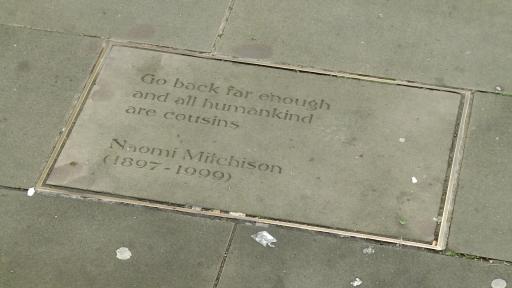 Go back far enough
and all humankind
are cousins
Naomi Mitchison
(1897-1999)